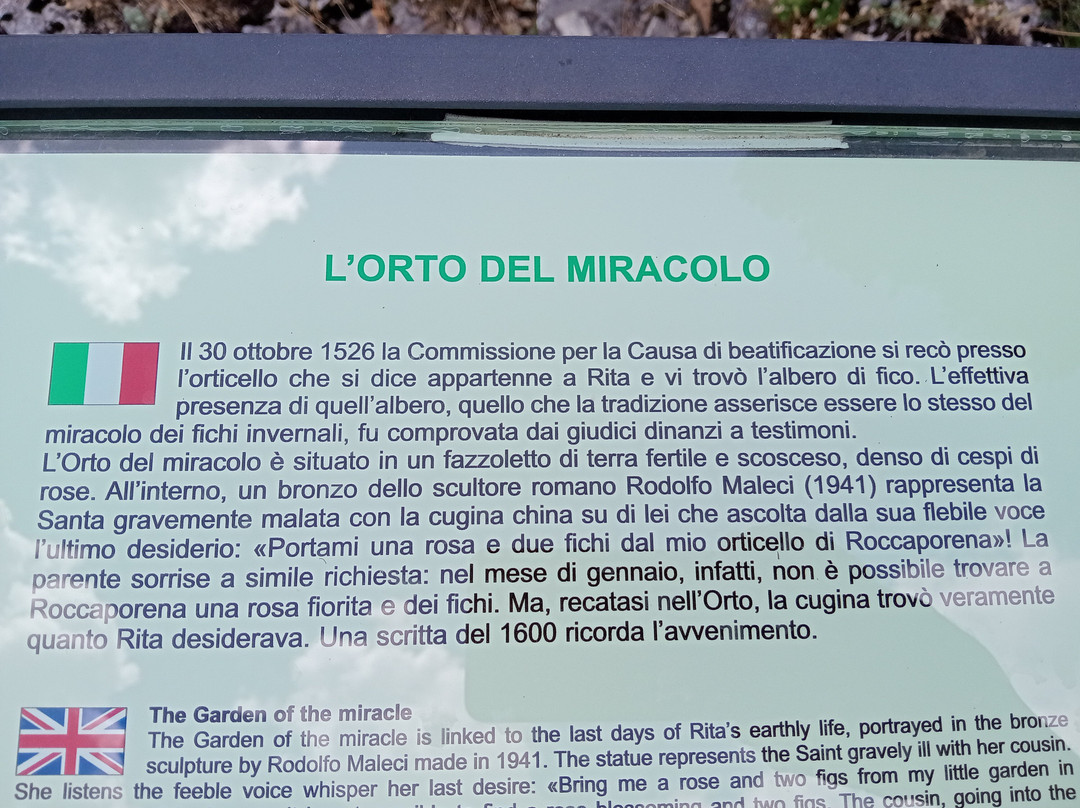 L'ORTO DEL MIRACOLO
Il 30 ottobre 1526 la Commissione per la Causa di beatificazione si recò presso
l'orticello che si dice appartenne a Rita e vi trovò l'albero di fico. L'effettiva
presenza di quell'albero, quello che la tradizione asserisce essere lo stesso del
miracolo dei fichi invernali, fu comprovata dai giudici dinanzi a testimoni.
L'Orto del miracolo è situato in un fazzoletto di terra fertile e scosceso, denso di cespi di
rose. All'interno, un bronzo dello scultore romano Rodolfo Maleci (1941) rappresenta la
Santa gravemente malata con la cugina china su di lei che ascolta dalla sua flebile voce
l'ultimo desiderio: «Portami una rosa e due fichi dal mio orticello di Roccaporena»! La
parente sorrise a simile richiesta: nel mese di gennaio, infatti, non è possibile trovare a
Roccaporena una rosa fiorita e dei fichi. Ma, recatasi nell'Orto, la cugina trovò veramente
quanto Rita desiderava. Una scritta del 1600 ricorda l'avvenimento.
The Garden of the miracle
The Garden of the miracle is linked to the last days of Rita's earthly life, portrayed in the bronze
sculpture by Rodolfo Maleci made in 1941. The statue represents the Saint gravely ill with her cousin.
She listens the feeble voice whisper her last desire: «Bring me a rose and two figs from my little garden in
a rose blossoming and two figs. The cousin, going into the